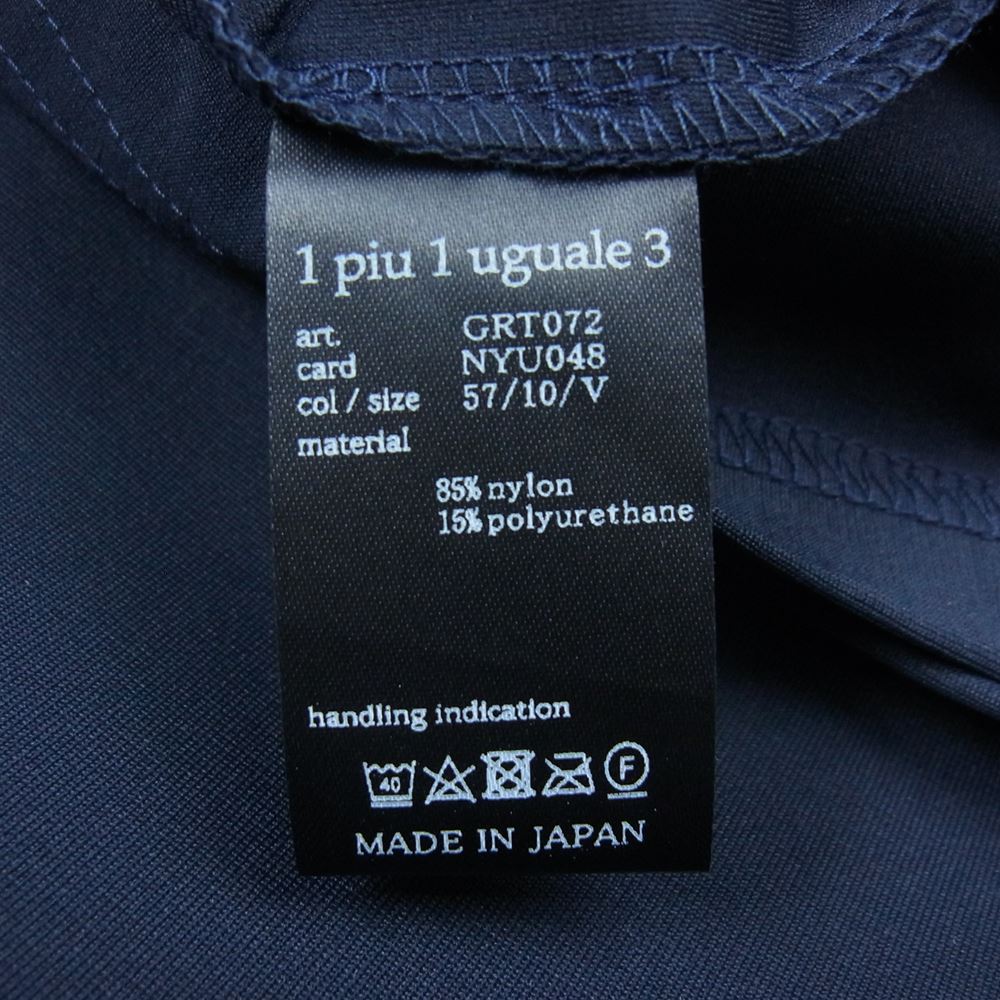 1 piu 1 uguale 3
art. GRT072
card NYU048
col / size 57/10/V
material
85% nylon
15% polyurethane
handling indication
40 F
MADE IN JAPAN